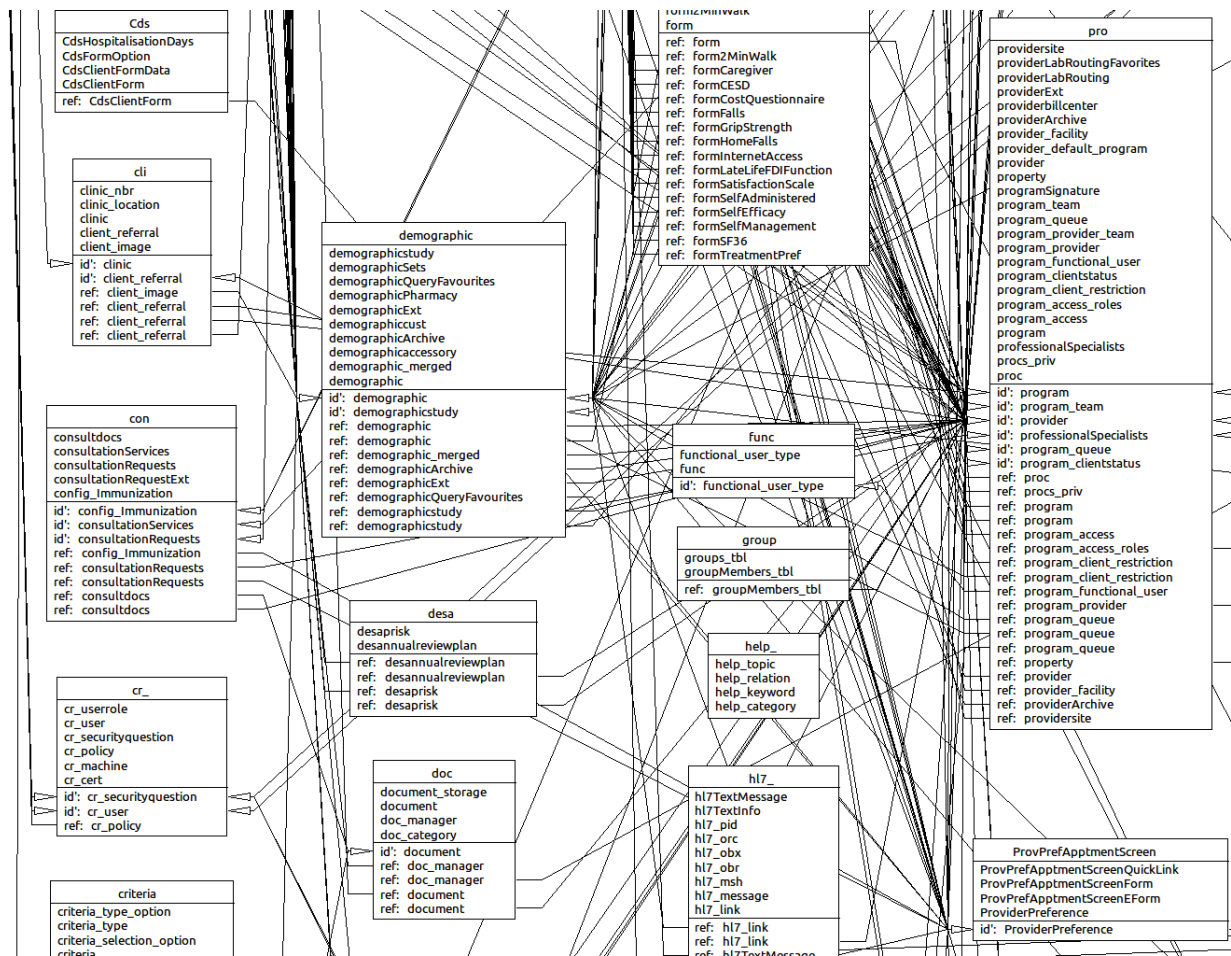 Cds
CdsHospitalisationDays
CdsFormOption
CdsClientFormData
CdsClientForm
ref: CdsClientForm
cli
clinic_nbr
clinic_location
clinic
client_referral
client_image
id': clinic
id': client_referral
ref: client_image
ref: client_referral
ref: client_referral
ref: client_referral
con
consultdocs
consultationServices
consultationRequests
consultationRequestExt
config_Immunization
id': config_Immunization
id': consultationServices
id': consultationRequests
ref: config_Immunization
ref: consultationRequests
ref: consultationRequests
ref: consultdocs
ref: consultdocs
cr_
cr_userrole
cr_user
cr_securityquestion
cr_policy
cr_machine
cr_cert
id': cr_securityquestion
id': cr_user
ref: cr_policy
criteria
criteria_type_option
criteria_type
criteria_selection_option
criteria
demographic
demographicstudy
demographicSets
demographicQueryFavourites
demographicPharmacy
demographicExt
demographiccust
demographicArchive
demographicaccessory
demographic_merged
demographic
id': demographic
id': demographicstudy
ref: demographic
ref: demographic
ref: demographic_merged
ref: demographicArchive
ref: demographicExt
ref: demographicQueryFavourites
ref: demographicstudy
ref: demographicstudy
desa
desaprisk
desannualreviewplan
ref: desannualreviewplan
ref: desannualreviewplan
ref: desaprisk
ref: desaprisk
doc
document_storage
document
doc_manager
doc_category
id': document
ref: doc_manager
ref: doc_manager
ref: document
ref: document
form2MinWalk
form
ref: form
ref: form2MinWalk
ref: formCaregiver
ref: formCESD
ref: formCostQuestionnaire
ref: formFalls
ref: formGripStrength
ref: formHomeFalls
ref: formInternetAccess
ref: formLateLifeFDIFunction
ref: formSatisfactionScale
ref: formSelfAdministered
ref: formSelfEfficacy
ref: formSelfManagement
ref: formSF36
ref: formTreatmentPref
func
functional_user_type
func
id': functional_user_type
group
groups_tbl
groupMembers_tbl
ref: groupMembers_tbl
help_
help_topic
help_relation
help_keyword
help_category
hl7_
hl7TextMessage
hl7TextInfo
hl7_pid
hl7_orc
hl7_obx
hl7_obr
hl7_msh
hl7_message
hl7_link
ref: hl7_link
ref: hl7_link
ref: hl7TextMessage
pro
providersite
providerLabRoutingFavorites
providerLabRouting
providerExt
providerbillcenter
providerArchive
provider_facility
provider_default_program
provider
property
programSignature
program_team
program_queue
program_provider_team
program_provider
program_functional_user
program_clientstatus
program_client_restriction
program_access_roles
program_access
program
professionalSpecialists
procs_priv
proc
id': program
id': program_team
id': provider
id': professionalSpecialists
id': program_queue
id': program_clientstatus
ref: proc
ref: procs_priv
ref: program
ref: program
ref: program_access
ref: program_access_roles
ref: program_client_restriction
ref: program_client_restriction
ref: program_functional_user
ref: program_provider
ref: program_queue
ref: program_queue
ref: program_queue
ref: property
ref: provider
ref: provider_facility
ref: providerArchive
ref: providersite
ProvPrefApptmentScreen
ProvPrefApptmentScreenQuickLink
ProvPrefApptmentScreenForm
ProvPrefApptmentScreenEForm
ProviderPreference
id': ProviderPreference